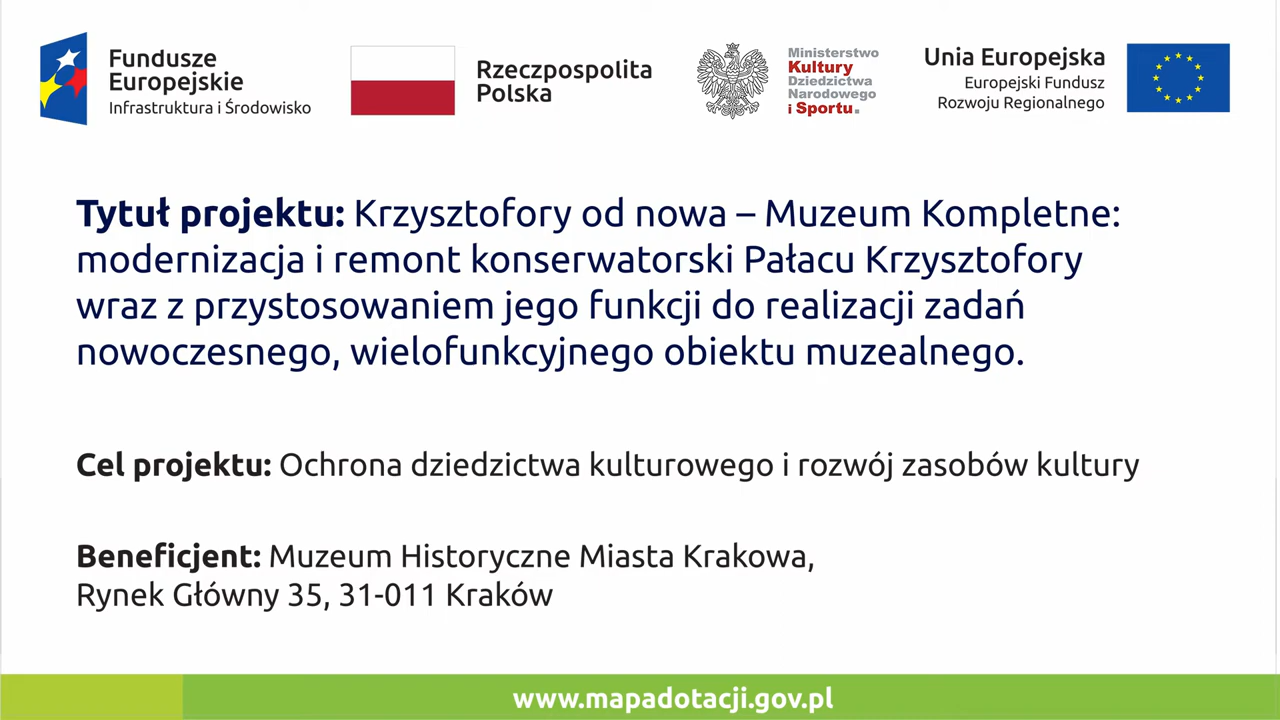 Fundusze
Europejskie
Infrastruktura i Środowisko
Rzeczpospolita
Polska
Ministerstwo
Kultury
Dziedzictwa
Narodowego
i Sportu.
Unia Europejska
Europejski Fundusz
Rozwoju Regionalnego
Tytuł projektu: Krzysztofory od nowa – Muzeum Kompletne:
modernizacja i remont konserwatorski Pałacu Krzysztofory
wraz z przystosowaniem jego funkcji do realizacji zadań
nowoczesnego, wielofunkcyjnego obiektu muzealnego.
Cel projektu: Ochrona dziedzictwa kulturowego i rozwój zasobów kultury
Beneficjent: Muzeum Historyczne Miasta Krakowa,
Rynek Główny 35, 31-011 Kraków
www.mapadotacji.gov.pl